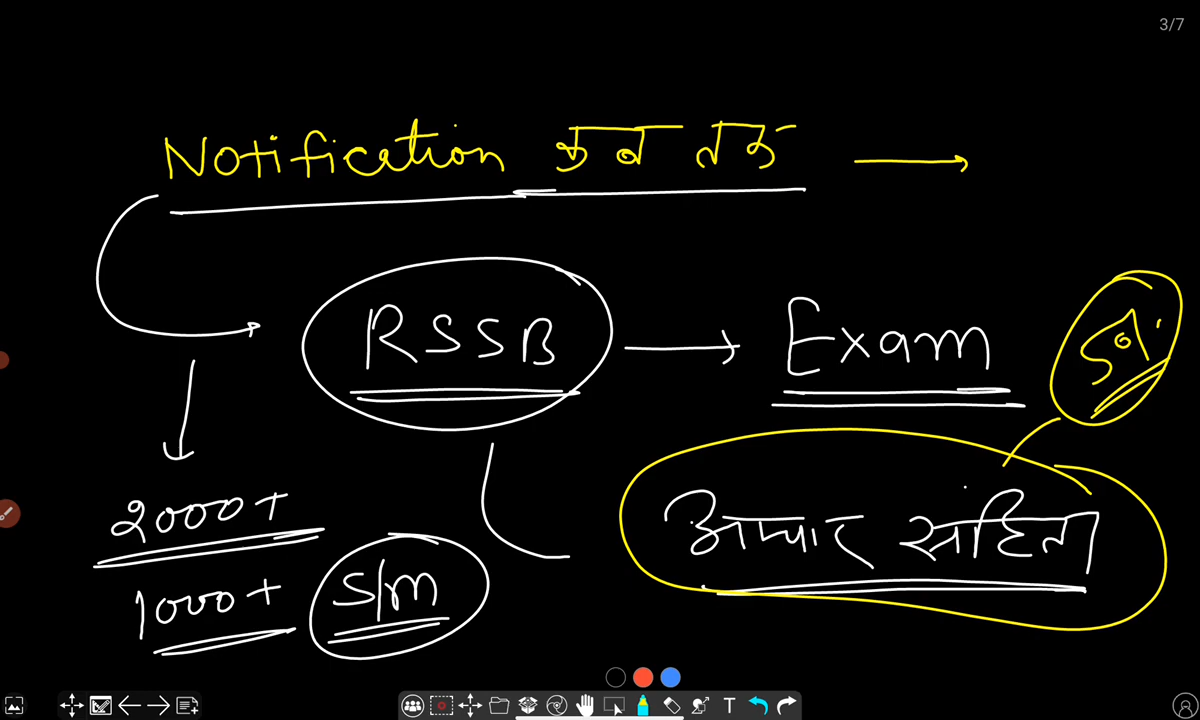 3/7
Notification कब तक
RSSB → Exam
2000+
1000+ S/M
आचार संहिता
T